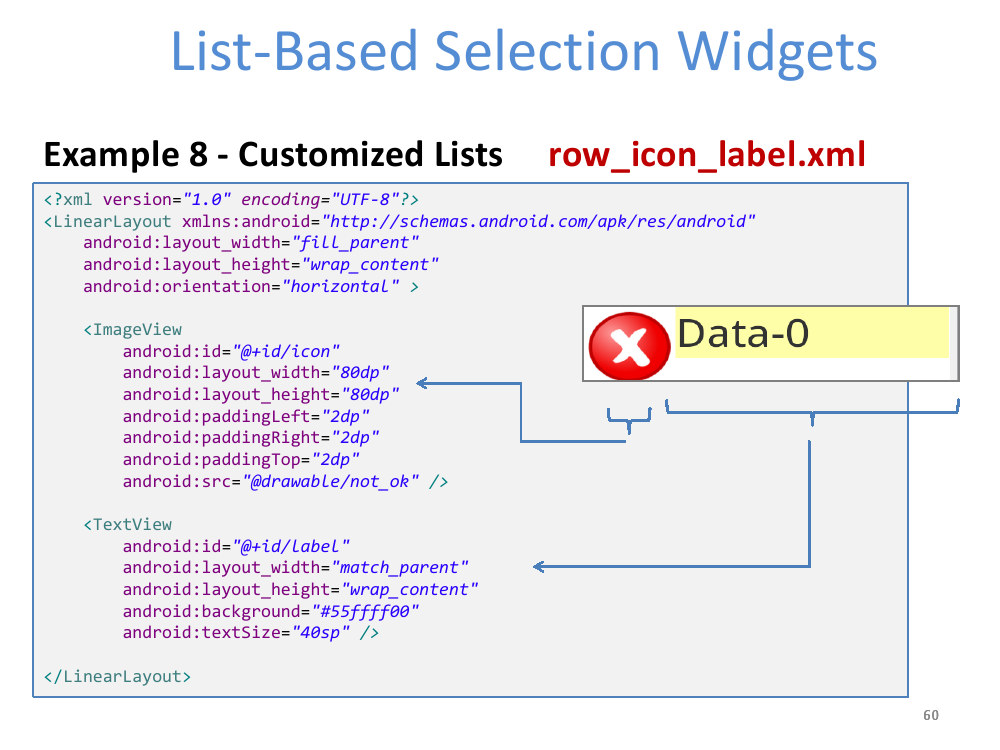 List-Based Selection Widgets
Example 8 - Customized Lists row_icon_label.xml
<?xml version="1.0" encoding="UTF-8"?>
<LinearLayout xmlns:android="http://schemas.android.com/apk/res/android"
    android:layout_width="fill_parent"
    android:layout_height="wrap_content"
    android:orientation="horizontal" >
    <ImageView
        android:id="@+id/icon"
        android:layout_width="80dp"
        android:layout_height="80dp"
        android:paddingLeft="2dp"
        android:paddingRight="2dp"
        android:paddingTop="2dp"
        android:src="@drawable/not_ok" />
    <TextView
        android:id="@+id/label"
        android:layout_width="match_parent"
        android:layout_height="wrap_content"
        android:background="#55ffff00"
        android:textSize="40sp" />
</LinearLayout>
Data-0
60